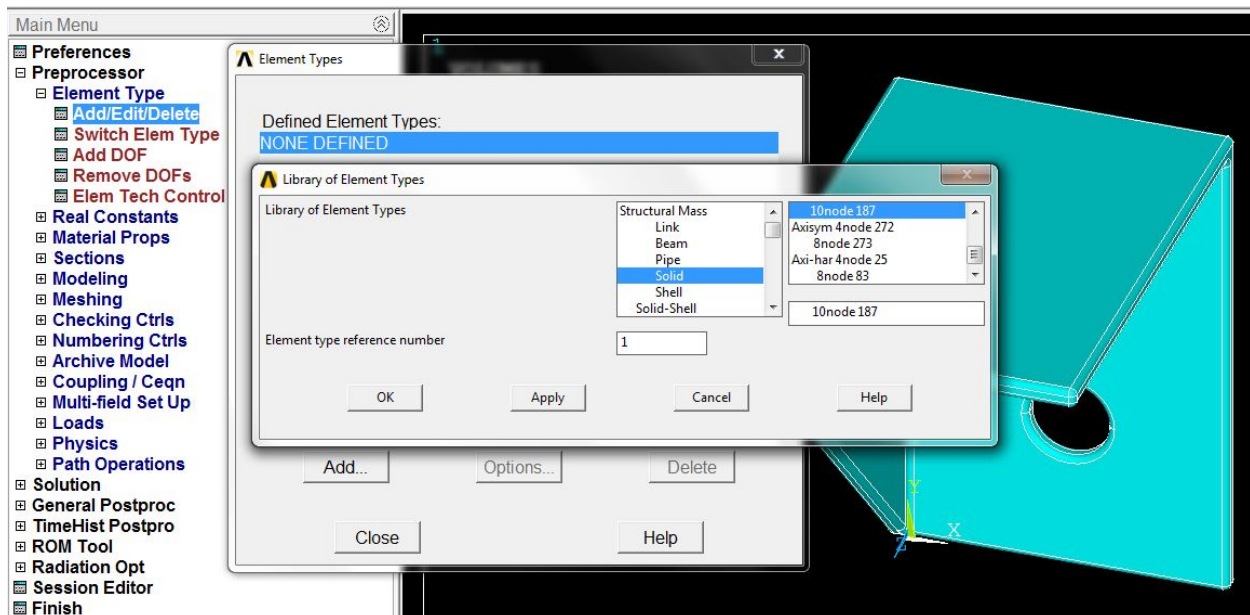 Main Menu
Preferences
Preprocessor
Element Type
Add/Edit/Delete
Switch Elem Type
Add DOF
Remove DOFs
Elem Tech Control
Real Constants
Material Props
Sections
Modeling
Meshing
Checking Ctrls
Numbering Ctrls
Archive Model
Coupling / Ceqn
Multi-field Set Up
Loads
Physics
Path Operations
Solution
General Postproc
TimeHist Postpro
ROM Tool
Radiation Opt
Session Editor
Finish
Element Types
x
Defined Element Types:
NONE DEFINED
Library of Element Types
x
Library of Element Types
Structural Mass
Link
Beam
Pipe
Solid
Shell
Solid-Shell
10node 187
Axisym 4node 272
8node 273
Axi-har 4node 25
8node 83
10node 187
Element type reference number
1
OK
Apply
Cancel
Help
Add...
Options...
Delete
Close
Help
1
Y
X
Z